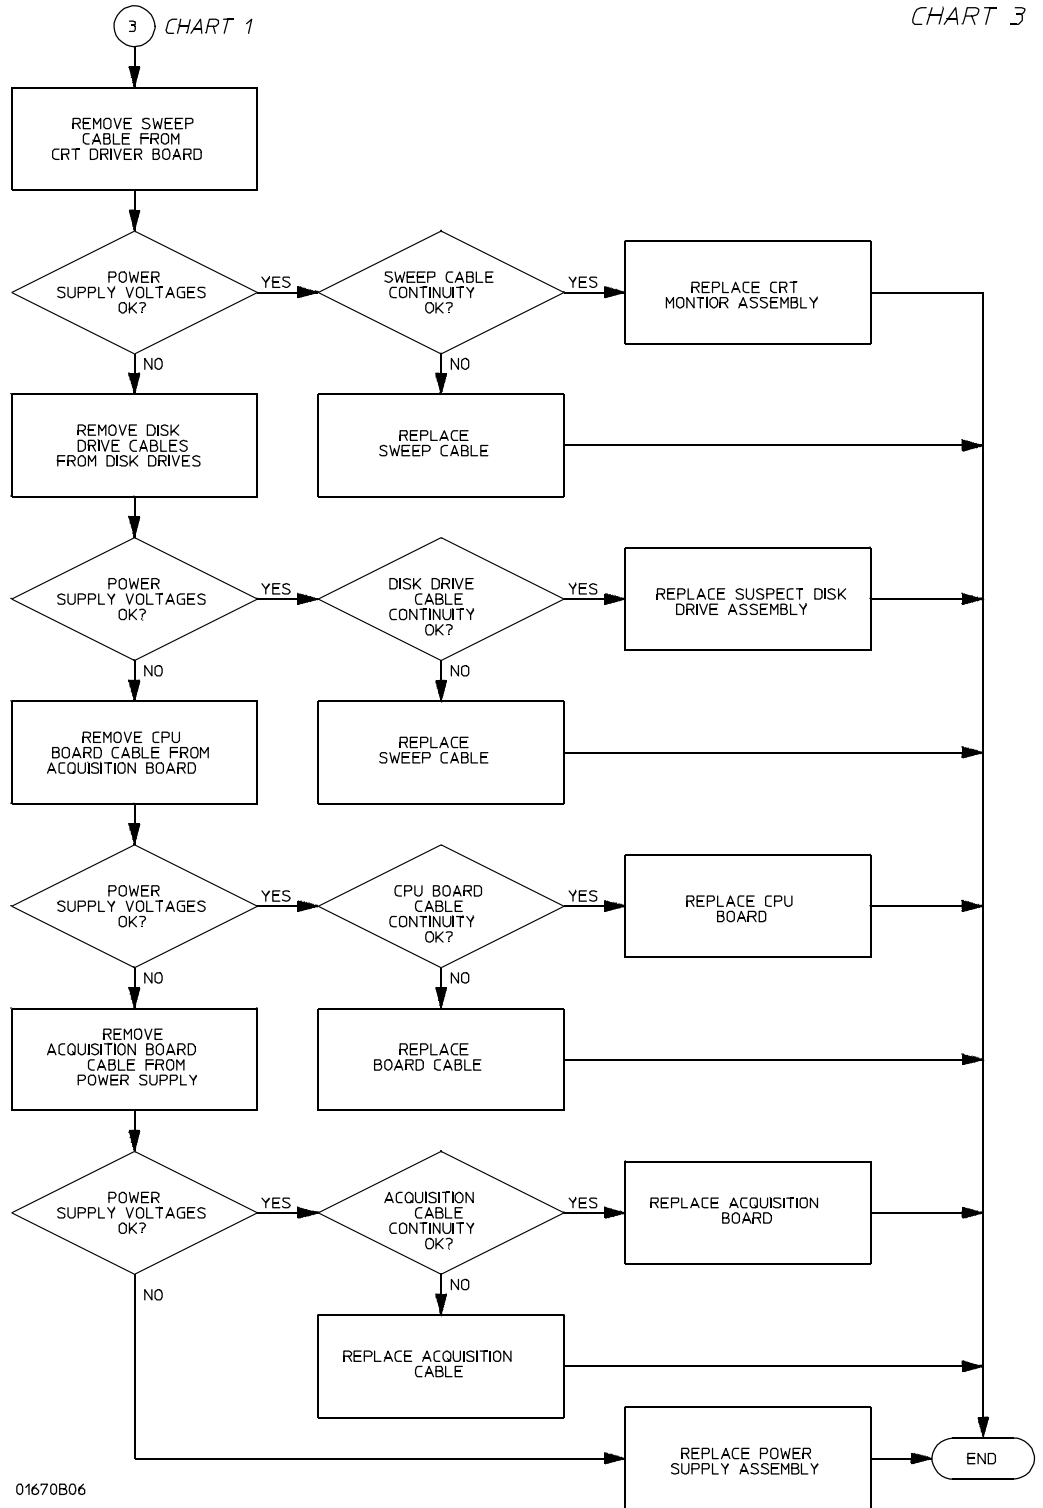 3 CHART 1
CHART 3
REMOVE SWEEP
CABLE FROM
CRT DRIVER BOARD
POWER
SUPPLY VOLTAGES
OK?
YES
NO
SWEEP CABLE
CONTINUITY
OK?
YES
NO
REPLACE CRT
MONTIOR ASSEMBLY
REMOVE DISK
DRIVE CABLES
FROM DISK DRIVES
REPLACE
SWEEP CABLE
POWER
SUPPLY VOLTAGES
OK?
YES
NO
DISK DRIVE
CABLE
CONTINUITY
OK?
YES
NO
REPLACE SUSPECT DISK
DRIVE ASSEMBLY
REMOVE CPU
BOARD CABLE FROM
ACQUISITION BOARD
REPLACE
SWEEP CABLE
POWER
SUPPLY VOLTAGES
OK?
YES
NO
CPU BOARD
CABLE
CONTINUITY
OK?
YES
NO
REPLACE CPU
BOARD
REMOVE
ACQUISITION BOARD
CABLE FROM
POWER SUPPLY
REPLACE
BOARD CABLE
POWER
SUPPLY VOLTAGES
OK?
YES
NO
ACQUISITION
CABLE
CONTINUITY
OK?
YES
NO
REPLACE ACQUISITION
BOARD
REPLACE ACQUISITION
CABLE
REPLACE POWER
SUPPLY ASSEMBLY
END
01670B06